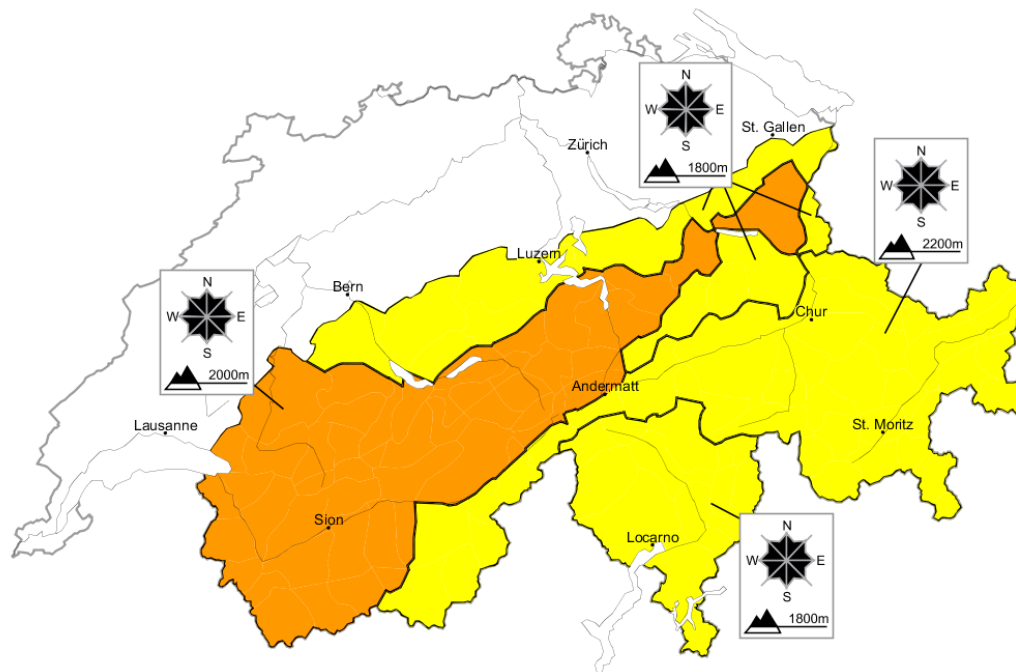 N
W E
S
1800m
St. Gallen
Zürich
N
W E
S
2200m
Luzern
Bern
N
W E
S
2000m
Chur
Andermatt
Lausanne
St. Moritz
Sion
Locarno
N
W E
S
1800m